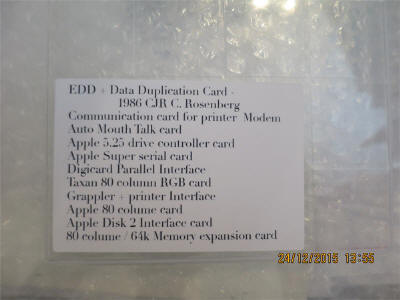 EDD + Data Duplication Card -
1986 CJR C. Rosenberg
Communication card for printer Modem
Auto Mouth Talk card
Apple 5.25 drive controller card
Apple Super serial card
Digicard Parallel Interface
Taxan 80 column RGB card
Grappler + printer Interface
Apple 80 colume card
Apple Disk 2 Interface card
80 colume / 64k Memory expansion card
24/12/2015 13:55